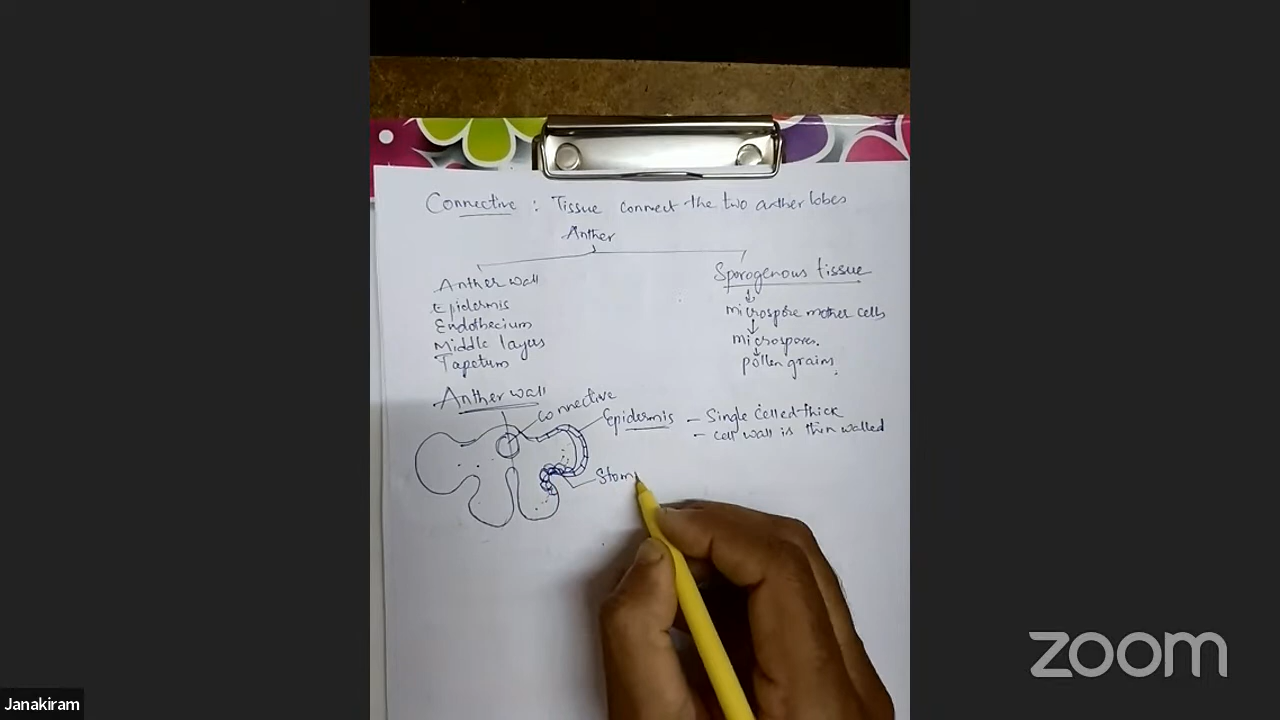 Connective : Tissue connect the two anther lobes
Anther
Anther wall
Epidermis
Endothecium
Middle layers
Tapetum
Sporogenous tissue
microspore mother cells
microspores.
pollen grains
Anther wall
connective
Epidermis - Single celled thick
- cell wall is thin walled
Stom
zoom
Janakiram